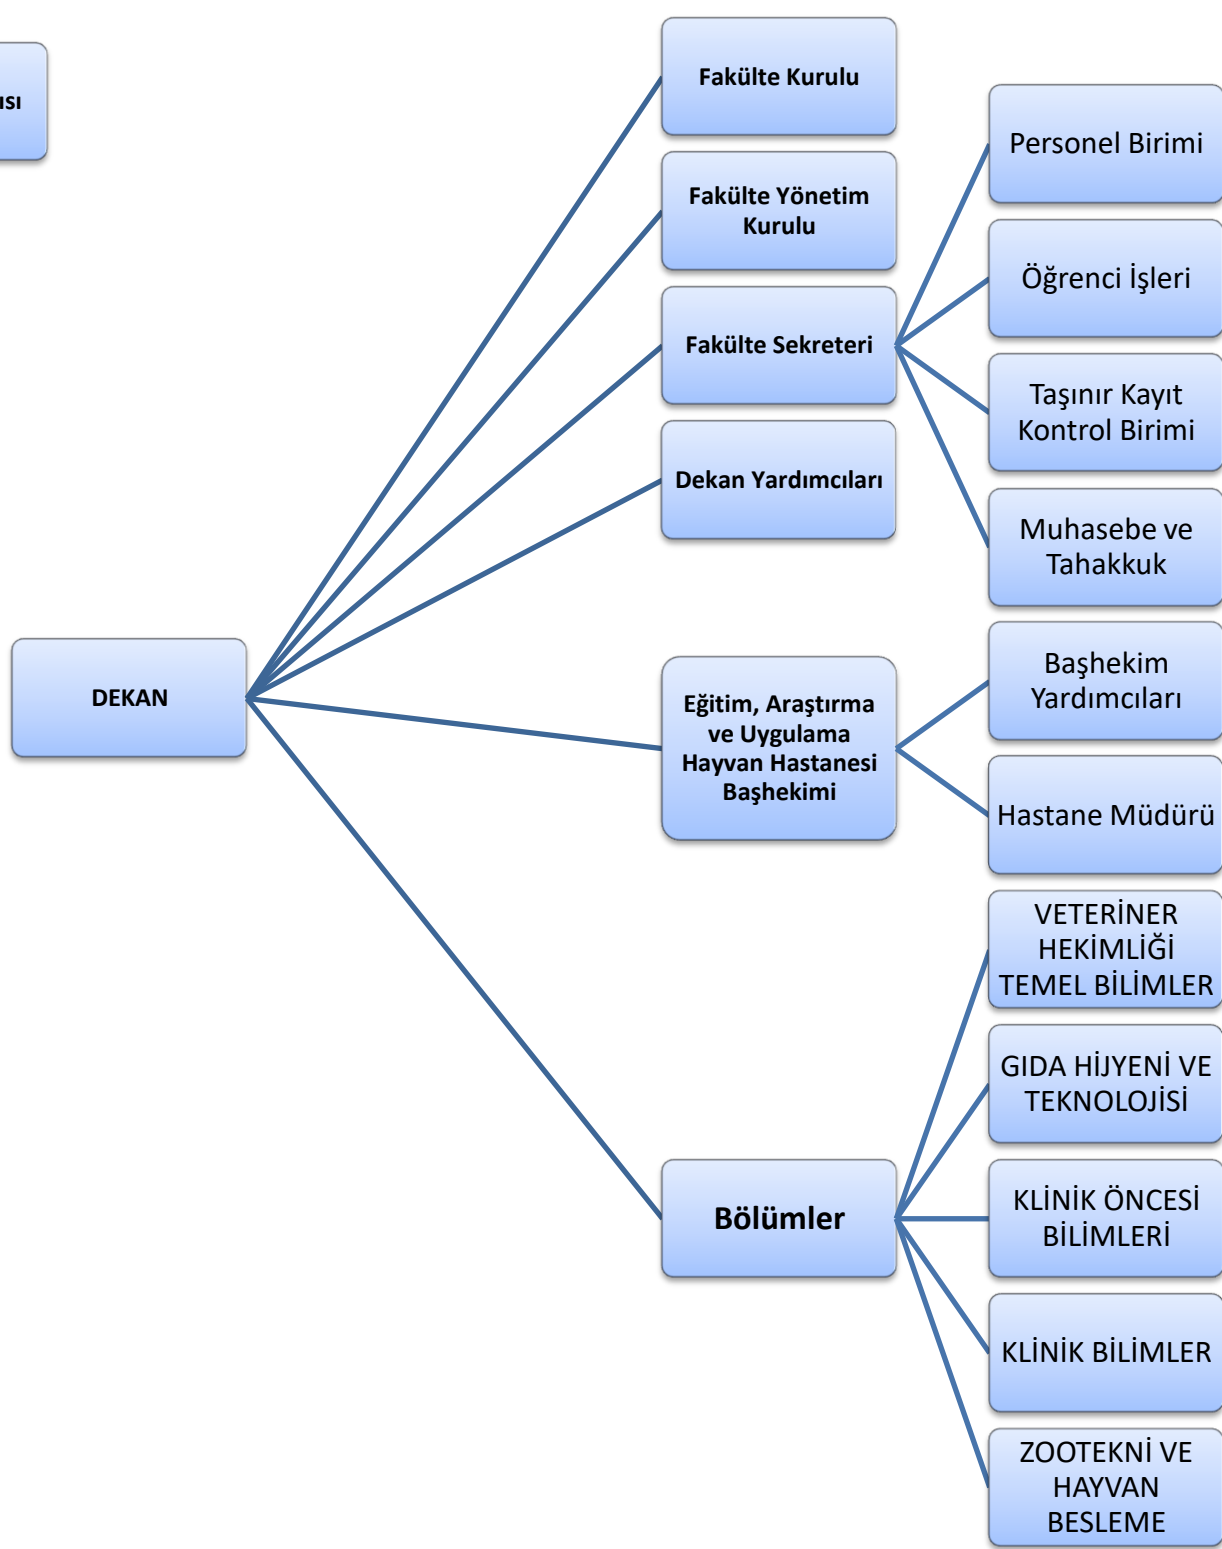 Fakülte Kurulu
Fakülte Yönetim
Kurulu
Fakülte Sekreteri
Personel Birimi
Öğrenci İşleri
Taşınır Kayıt
Kontrol Birimi
Muhasebe ve
Tahakkuk
Dekan Yardımcıları
DEKAN
Eğitim, Araştırma
ve Uygulama
Hayvan Hastanesi
Başhekimi
Başhekim
Yardımcıları
Hastane Müdürü
Bölümler
VETERİNER
HEKİMLİĞİ
TEMEL BİLİMLER
GIDA HİJYENİ VE
TEKNOLOJİSİ
KLİNİK ÖNCESİ
BİLİMLERİ
KLİNİK BİLİMLER
ZOOTEKNİ VE
HAYVAN
BESLEME